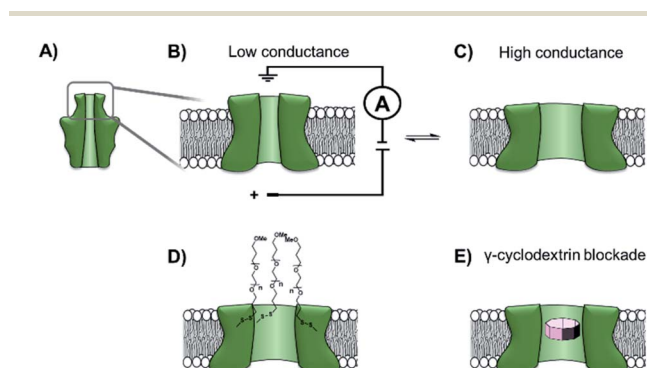 A)
B)
Low conductance
C)
High conductance
A
+
D)
OMe
OMe
MeO
O
O
O
n
O
n
O
n
O
S-S
S-S
S-S
E)
γ-cyclodextrin blockade